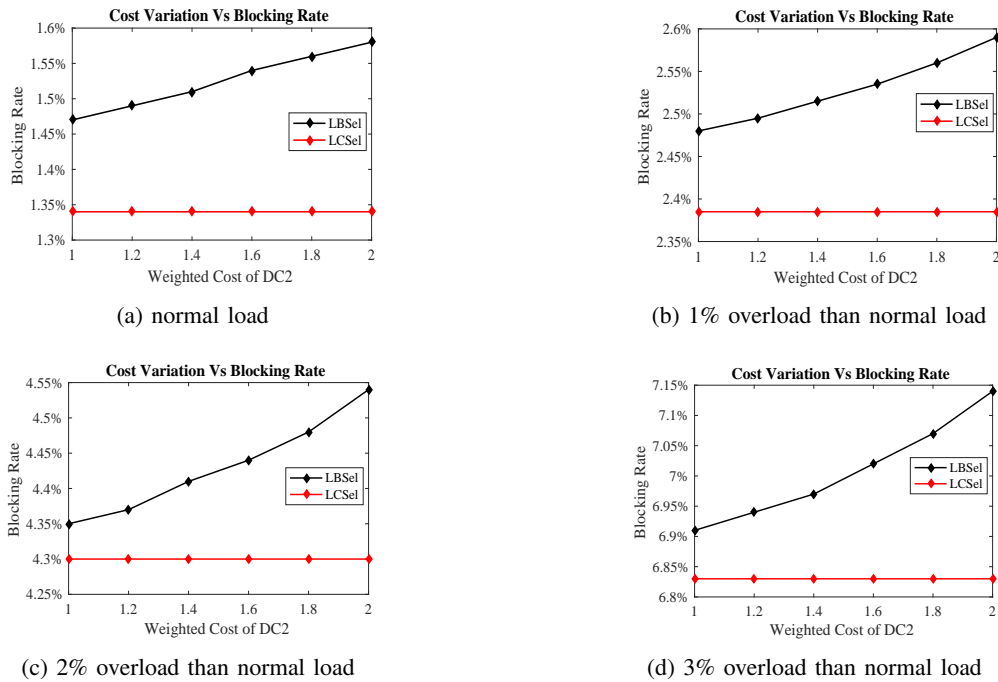 Cost Variation Vs Blocking Rate
1.6%
1.55%
1.5%
1.45%
1.4%
1.35%
1.3%
Blocking Rate
LBSel
LCSel
1 1.2 1.4 1.6 1.8 2
Weighted Cost of DC2
(a) normal load
Cost Variation Vs Blocking Rate
2.6%
2.55%
2.5%
2.45%
2.4%
2.35%
Blocking Rate
LBSel
LCSel
1 1.2 1.4 1.6 1.8 2
Weighted Cost of DC2
(b) 1% overload than normal load
Cost Variation Vs Blocking Rate
4.55%
4.5%
4.45%
4.4%
4.35%
4.3%
4.25%
Blocking Rate
LBSel
LCSel
1 1.2 1.4 1.6 1.8 2
Weighted Cost of DC2
(c) 2% overload than normal load
Cost Variation Vs Blocking Rate
7.15%
7.1%
7.05%
7%
6.95%
6.9%
6.85%
6.8%
Blocking Rate
LBSel
LCSel
1 1.2 1.4 1.6 1.8 2
Weighted Cost of DC2
(d) 3% overload than normal load